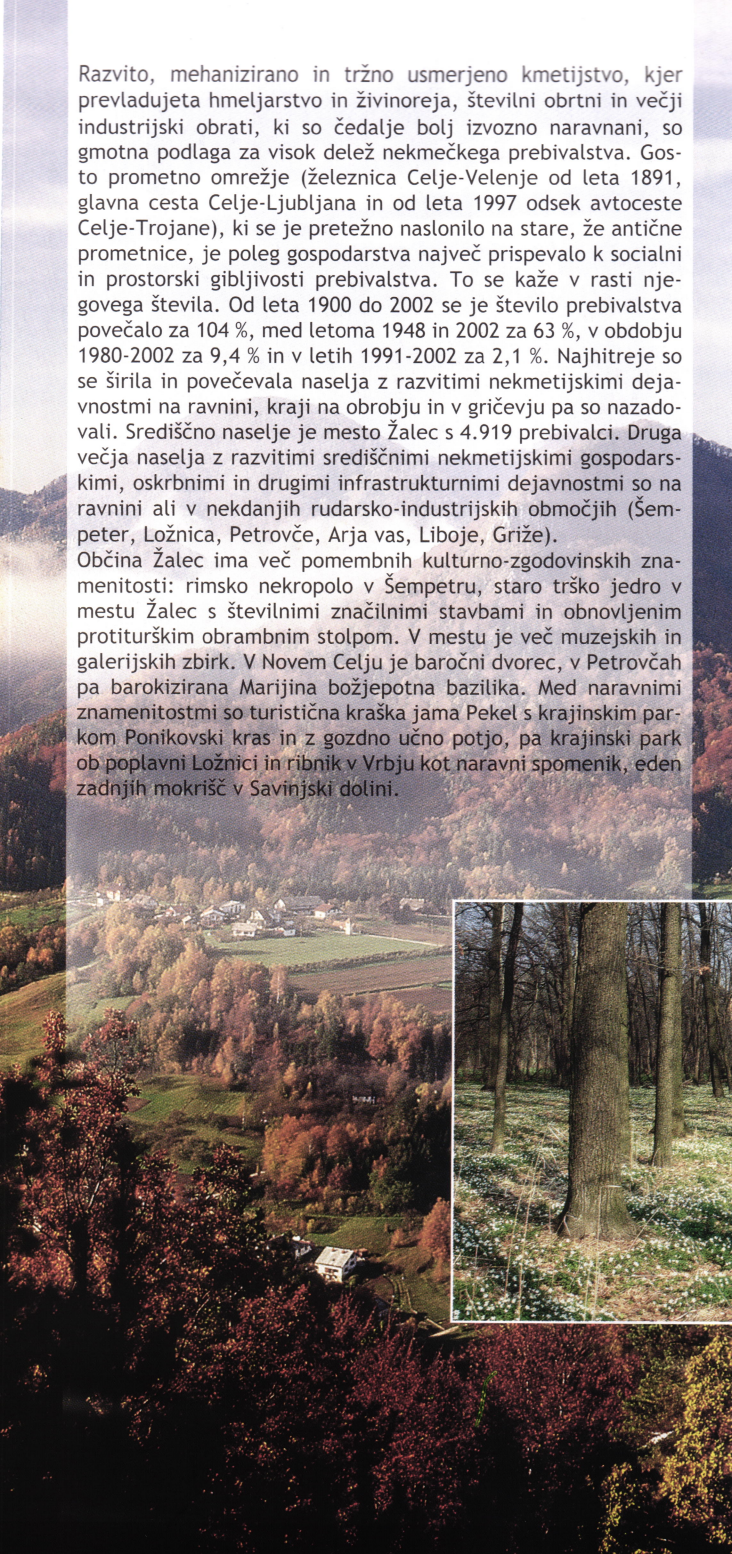 Razvito, mehanizirano in tržno usmerjeno kmetijstvo, kjer
prevladujeta hmeljarstvo in živinoreja, številni obrtni in večji
industrijski obrati, ki so čedalje bolj izvozno naravnani, so
gmotna podlaga za visok delež nekmečkega prebivalstva. Gos-
to prometno omrežje (železnica Celje-Velenje od leta 1891,
glavna cesta Celje-Ljubljana in od leta 1997 odsek avtoceste
Celje-Trojane), ki se je pretežno naslonilo na stare, že antične
prometnice, je poleg gospodarstva največ prispevalo k socialni
in prostorski gibljivosti prebivalstva. To se kaže v rasti nje-
govega števila. Od leta 1900 do 2002 se je število prebivalstva
povečalo za 104 %, med letoma 1948 in 2002 za 63 %, v obdobju
1980-2002 za 9,4 % in v letih 1991-2002 za 2,1 %. Najhitreje so
se širila in povečevala naselja z razvitimi nekmetijskimi deja-
vnostmi na ravnini, kraji na obrobju in v gričevju pa so nazado-
vali. Središčno naselje je mesto Žalec s 4.919 prebivalci. Druga
večja naselja z razvitimi središčnimi nekmetijskimi gospodars-
kimi, oskrbnimi in drugimi infrastrukturnimi dejavnostmi so na
ravnini ali v nekdanjih rudarsko-industrijskih območjih (Šem-
peter, Ložnica, Petrovče, Arja vas, Liboje, Griže).
Občina Žalec ima več pomembnih kulturno-zgodovinskih zna-
menitosti: rimsko nekropolo v Šempetru, staro trško jedro v
mestu Žalec s številnimi značilnimi stavbami in obnovljenim
protiturškim obrambnim stolpom. V mestu je več muzejskih in
galerijskih zbirk. V Novem Celju je baročni dvorec, v Petrovčah
pa barokizirana Marijina božjepotna bazilika. Med naravnimi
znamenitostmi so turistična kraška jama Pekel s krajinskim par-
kom Ponikovski kras in z gozdno učno potjo, pa krajinski park
ob poplavni Ložnici in ribnik v Vrbju kot naravni spomenik, eden
zadnjih mokrišč v Savinjski dolini.